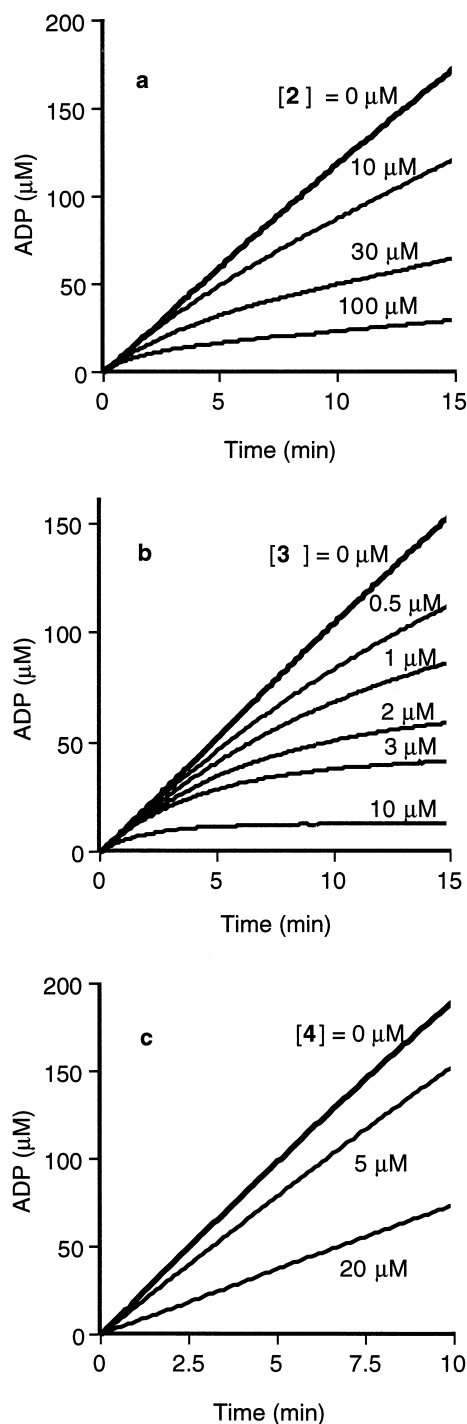 200
a
[2 ] = 0 μM
150
10 μM
ADP (μM)
100
30 μM
50
100 μM
0
0 5 10 15
Time (min)
150
b
[3 ] = 0 μM
0.5 μM
100
1 μM
ADP (μM)
2 μM
50
3 μM
10 μM
0
0 5 10 15
Time (min)
200
c
[4] = 0 μM
150
ADP (μM)
100
5 μM
50
20 μM
0
0 2.5 5 7.5 10
Time (min)